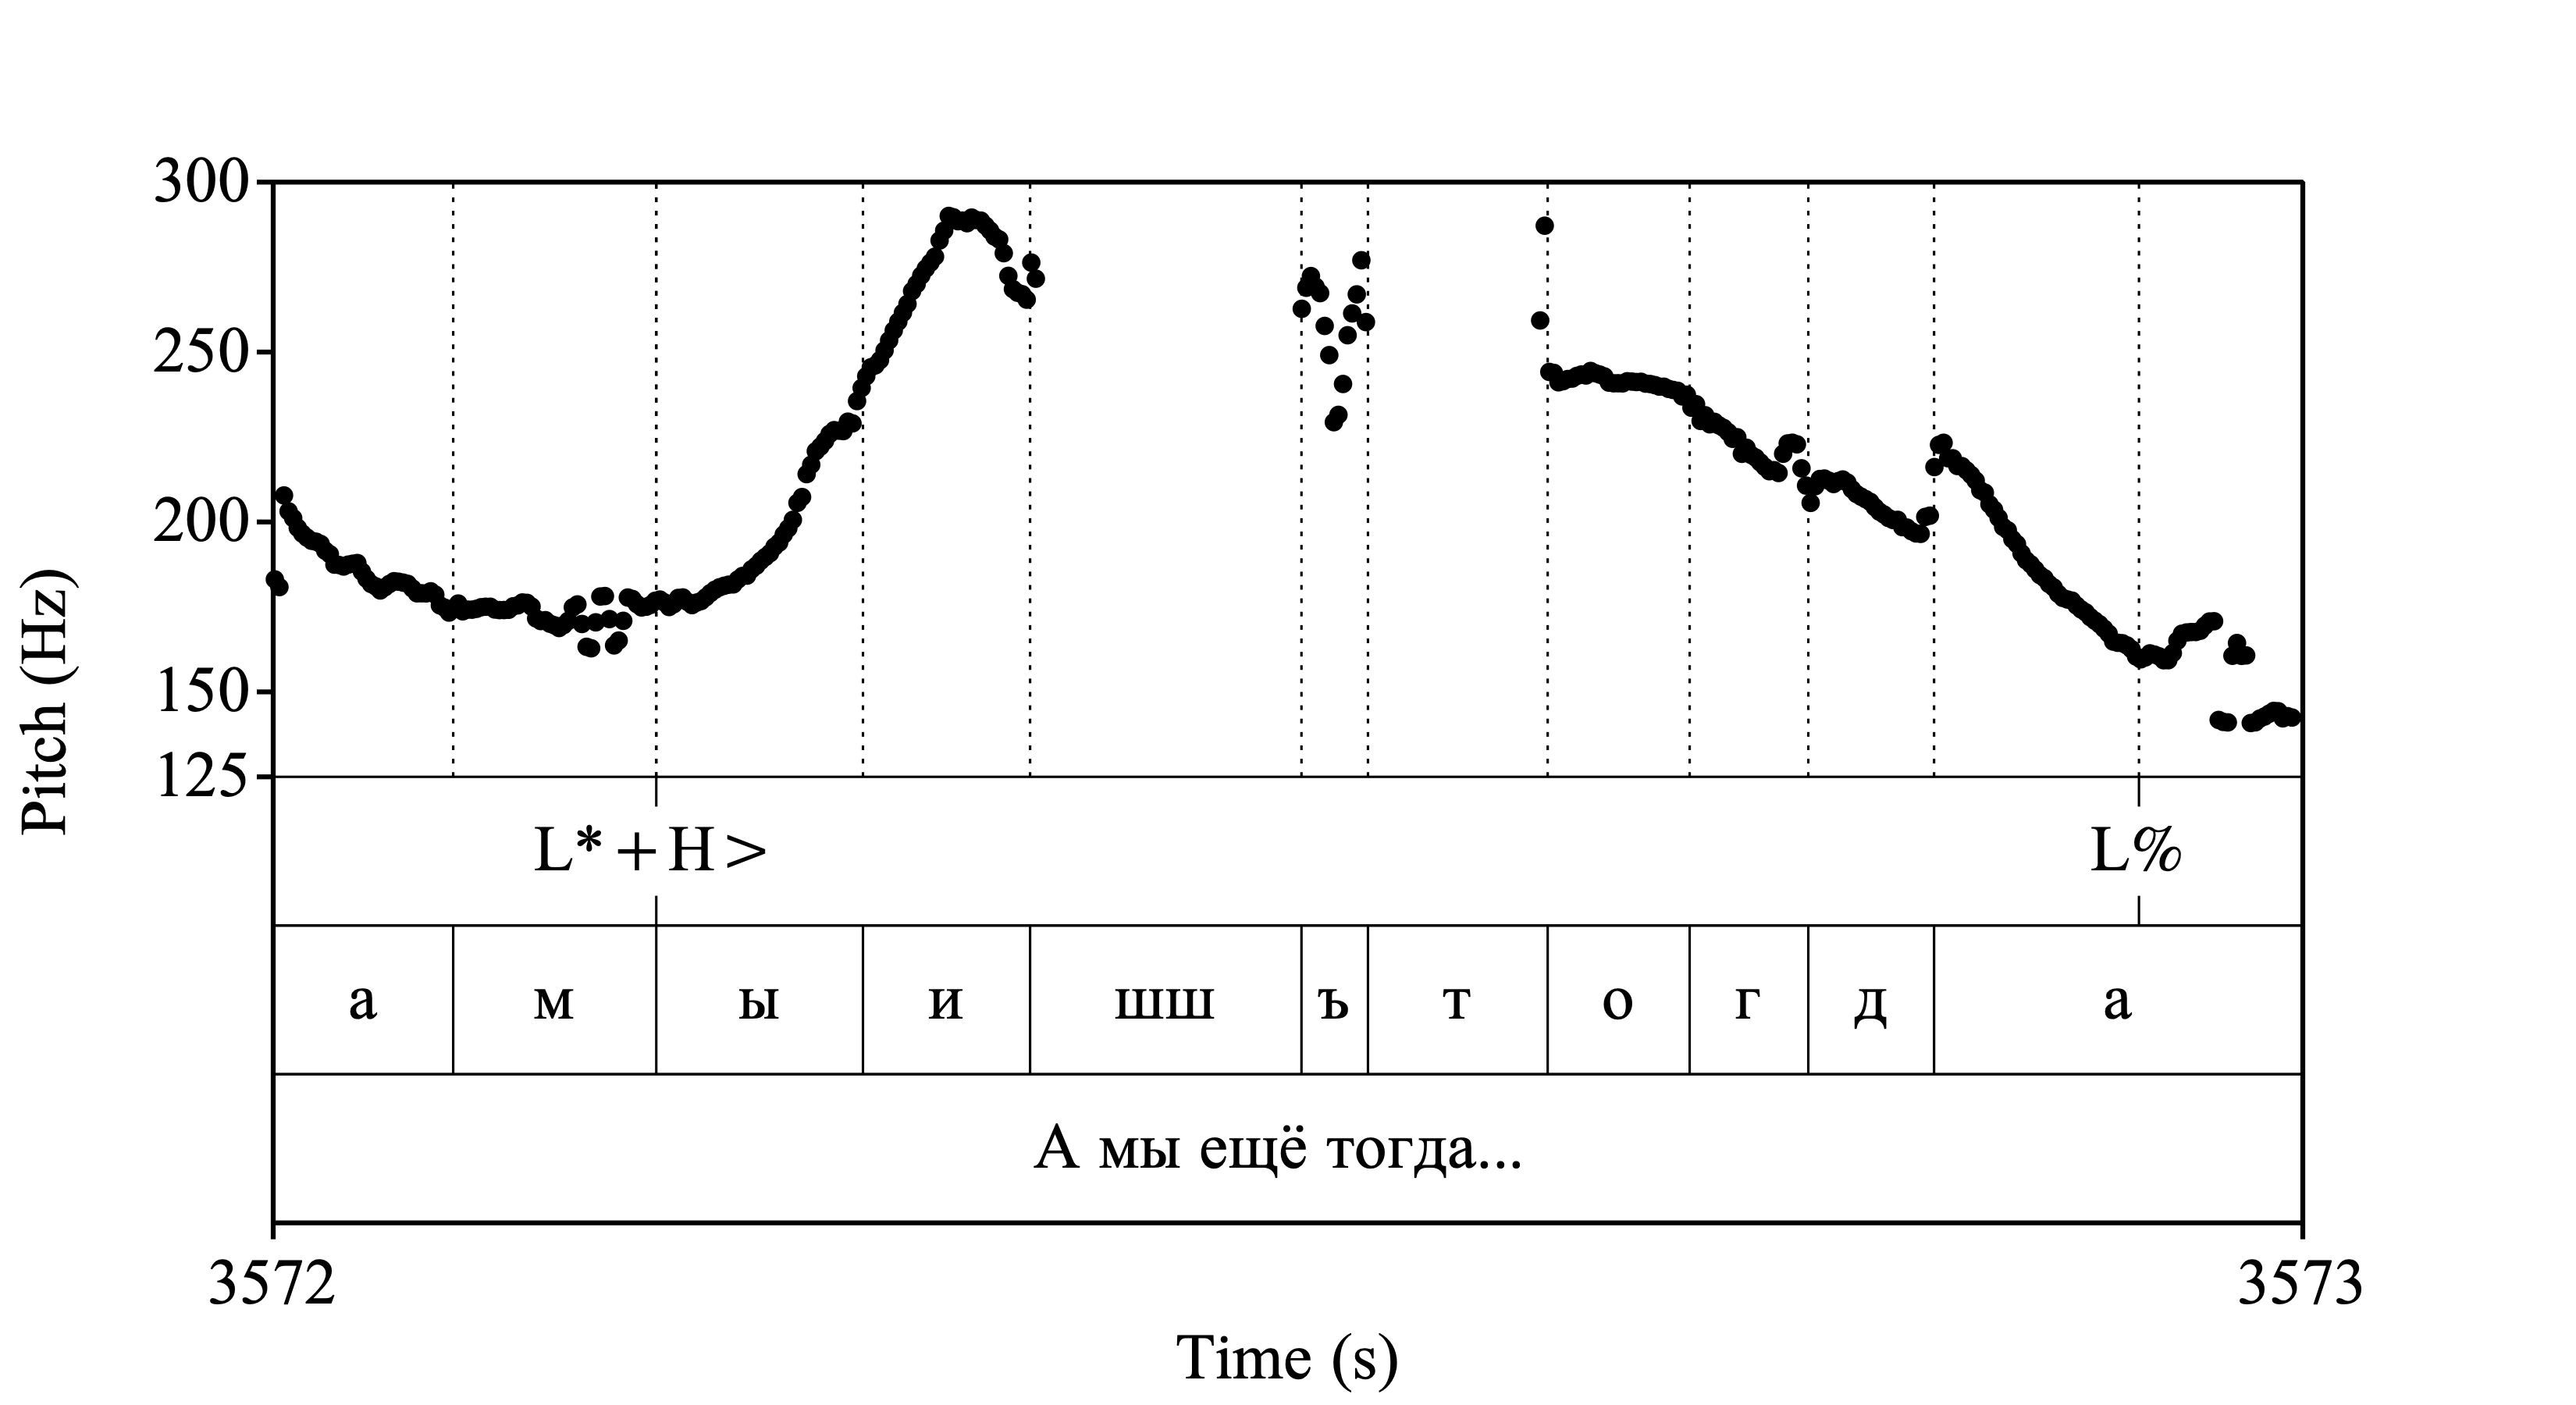 300
250
200
150
125
Pitch (Hz)
L*+H> L%
а м ы и шш ъ т о г д а
А мы ещё тогда...
3572 3573
Time (s)